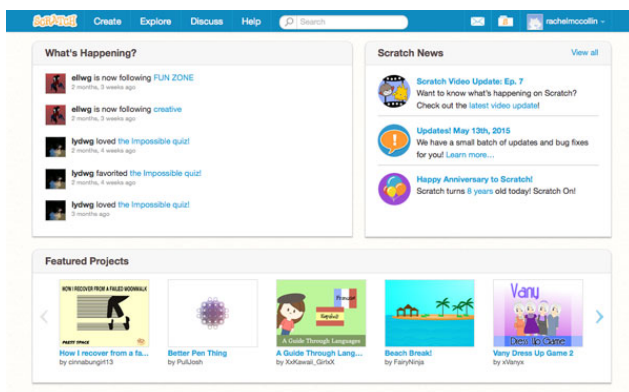 SCRATCH Create Explore Discuss Help Search rachelmccollin
What's Happening?
ellwg is now following FUN ZONE
2 months, 3 weeks ago
ellwg is now following creative
2 months, 3 weeks ago
lydwg loved the Impossible quiz!
2 months, 4 weeks ago
lydwg favorited the Impossible quiz!
2 months, 4 weeks ago
lydwg loved the Impossible quiz!
3 months ago
Scratch News View all
Scratch Video Update: Ep. 7
Want to know what's happening on Scratch?
Check out the latest video update!
Updates! May 13th, 2015
We have a small batch of updates and bug fixes
for you! Learn more...
Happy Anniversary to Scratch!
Scratch turns 8 years old today! Scratch On!
Featured Projects
HOW I RECOVER FROM A FAILED MOONWALK
PARTY SPACE
How I recover from a fa...
by cinnabungirl13
Better Pen Thing
by PullJosh
A Guide Through Languages
A Guide Through Lang...
by XxKawaii_GirlxX
Beach Break!
by FairyNinja
Vany
Dress Up Game
Vany Dress Up Game 2
by xVanyx